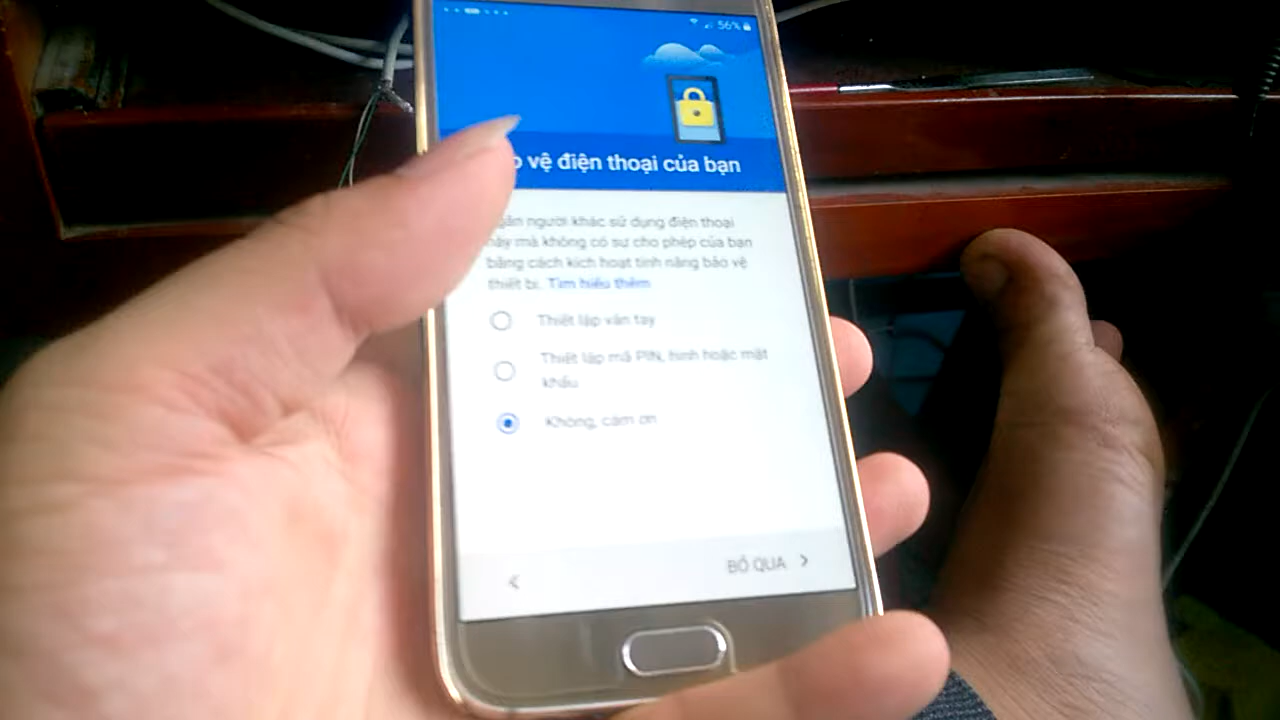 56%
vệ điện thoại của bạn
người khác sử dụng điện thoại
này mà không có sự cho phép của bạn
bằng cách kích hoạt tính năng bảo vệ
thiết bị. Tìm hiểu thêm
Thiết lập vân tay
Thiết lập mã PIN, hình hoặc mật
khẩu
Không, cảm ơn
BỎ QUA